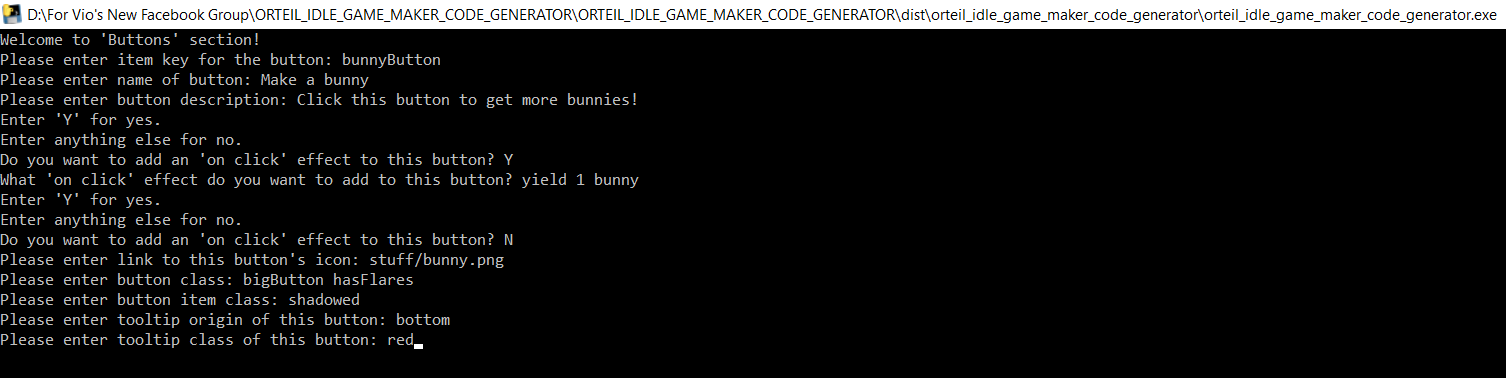 D:\For Vio's New Facebook Group\ORTEIL_IDLE_GAME_MAKER_CODE_GENERATOR\ORTEIL_IDLE_GAME_MAKER_CODE_GENERATOR\dist\orteil_idle_game_maker_code_generator\orteil_idle_game_maker_code_generator.exe
Welcome to 'Buttons' section!
Please enter item key for the button: bunnyButton
Please enter name of button: Make a bunny
Please enter button description: Click this button to get more bunnies!
Enter 'Y' for yes.
Enter anything else for no.
Do you want to add an 'on click' effect to this button? Y
What 'on click' effect do you want to add to this button? yield 1 bunny
Enter 'Y' for yes.
Enter anything else for no.
Do you want to add an 'on click' effect to this button? N
Please enter link to this button's icon: stuff/bunny.png
Please enter button class: bigButton hasFlares
Please enter button item class: shadowed
Please enter tooltip origin of this button: bottom
Please enter tooltip class of this button: red